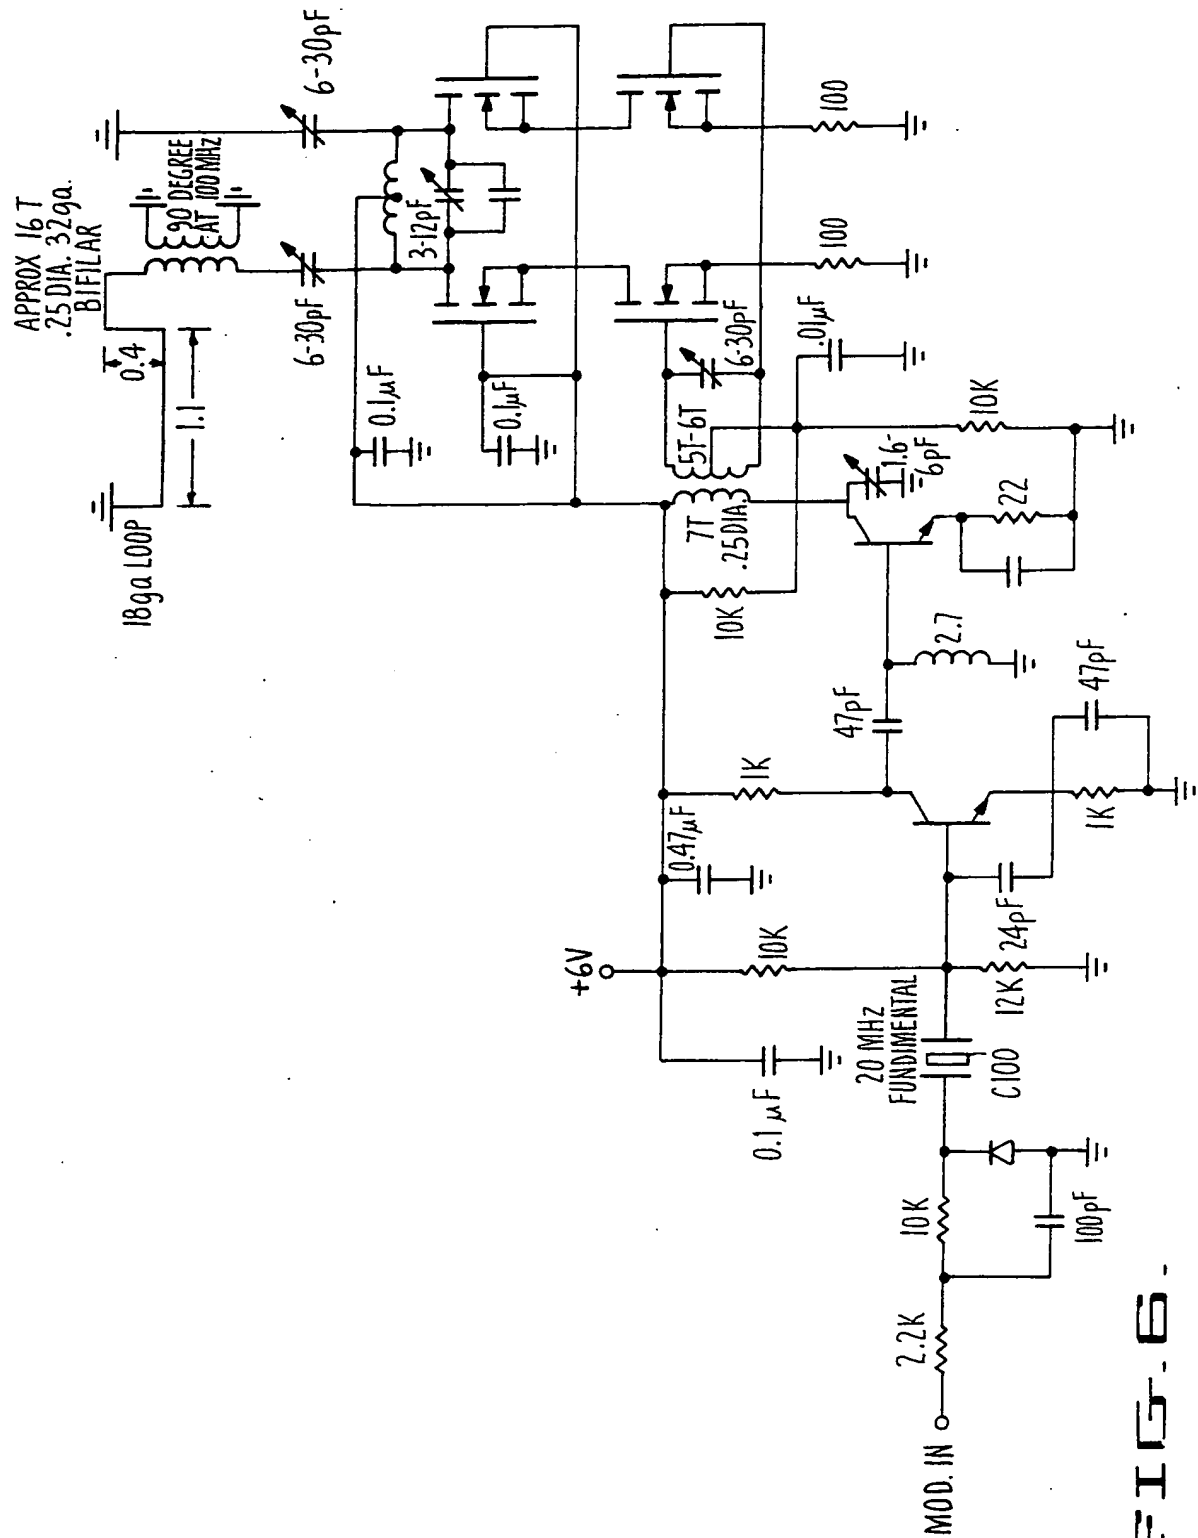 APPROX 16T
.25 DIA. 32ga.
BIFILAR
90 DEGREE
AT 100MHz
6-30pF
0.4
1.1
18ga LOOP
6-30pF
3-12pF
0.1µF
0.1µF
100
100
6-30pF
.01µF
5T-6T
7T
.25DIA.
10K
1.6-
6pF
22
10K
2.7
47pF
47pF
1K
1K
0.47µF
24pF
+6V
10K
12K
20 MHz
FUNDIMENTAL
C100
0.1µF
10K
100pF
2.2K
MOD. IN
FIG. 6.